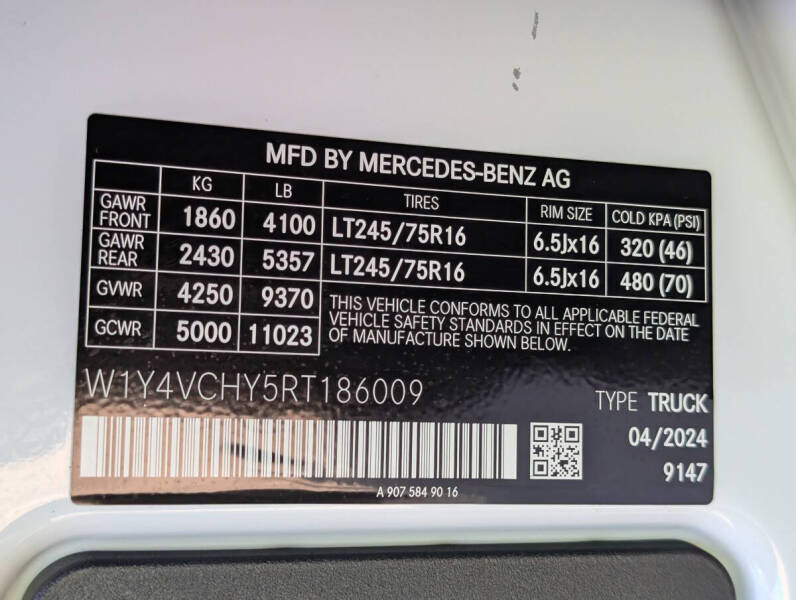 MFD BY MERCEDES-BENZ AG
KG LB TIRES RIM SIZE COLD KPA (PSI)
GAWR FRONT 1860 4100 LT245/75R16 6.5Jx16 320 (46)
GAWR REAR 2430 5357 LT245/75R16 6.5Jx16 480 (70)
GVWR 4250 9370
GCWR 5000 11023
THIS VEHICLE CONFORMS TO ALL APPLICABLE FEDERAL
VEHICLE SAFETY STANDARDS IN EFFECT ON THE DATE
OF MANUFACTURE SHOWN BELOW.
W1Y4VCHY5RT186009
TYPE TRUCK
04/2024
9147
A 907 584 90 16